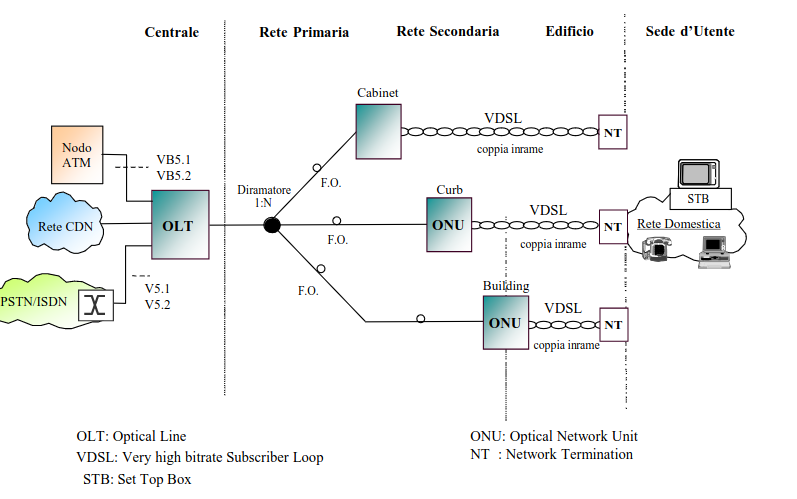 Centrale
Rete Primaria
Rete Secondaria
Edificio
Sede d’Utente
Cabinet
VDSL
NT
coppia inrame
Nodo
ATM
VB5.1
VB5.2
F.O.
Diramatore
1:N
Curb
STB
Rete CDN
OLT
ONU
VDSL
NT
Rete Domestica
F.O.
coppia inrame
V5.1
V5.2
PSTN/ISDN
F.O.
Building
ONU
VDSL
NT
coppia inrame
OLT: Optical Line
VDSL: Very high bitrate Subscriber Loop
STB: Set Top Box
ONU: Optical Network Unit
NT : Network Termination